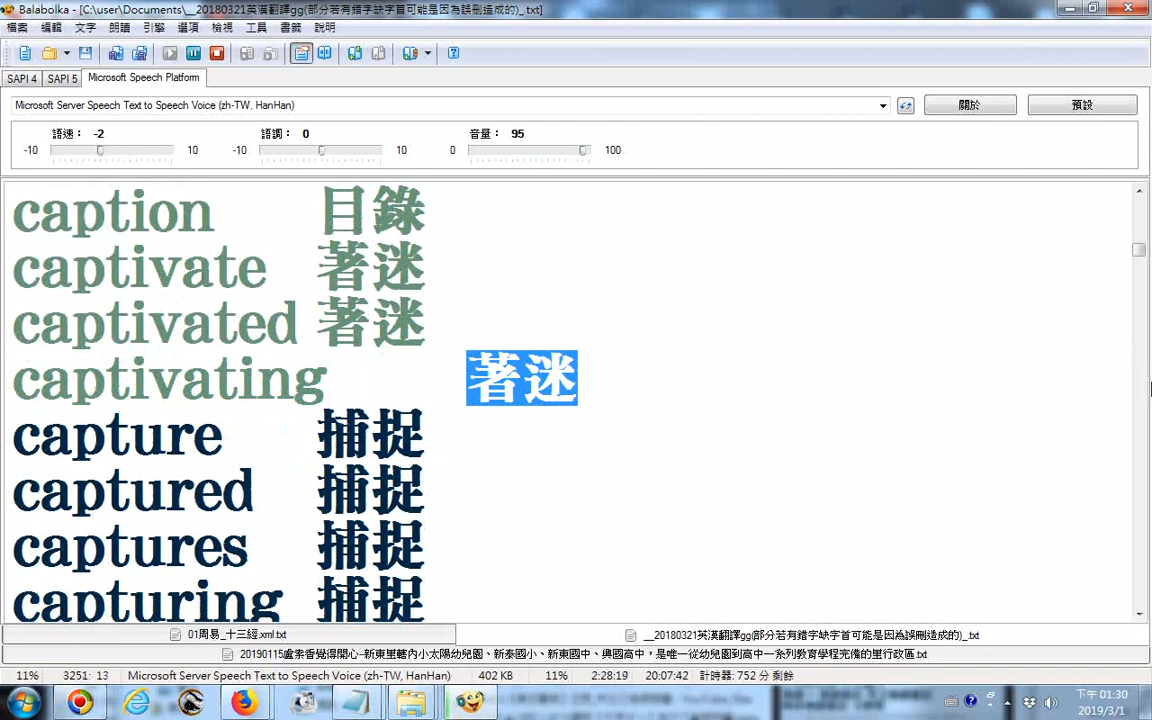 Balabolka - [C:\user\Documents\__20180321英漢翻譯gg(部分若有錯字缺字首可能是因為誤刪造成的)_.txt]
檔案 編輯 文字 朗讀 引擎 選項 檢視 工具 書籤 說明
SAPI 4 SAPI 5 Microsoft Speech Platform
Microsoft Server Speech Text to Speech Voice (zh-TW, HanHan) 關於 預設
語速： -2 語調： 0 音量： 95
-10 10 -10 10 0 100
caption 目錄
captivate 著迷
captivated 著迷
captivating 著迷
capture 捕捉
captured 捕捉
captures 捕捉
capturing 捕捉
01周易_十三經.xml.txt __20180321英漢翻譯gg(部分若有錯字缺字首可能是因為誤刪造成的)_.txt
20190115盧素香覺得開心-新東里轄內小太陽幼兒園、新泰國小、新東國中、興國高中，是唯一從幼兒園到高中一系列教育學程完備的里行政區.txt
11% 3251: 13 Microsoft Server Speech Text to Speech Voice (zh-TW, HanHan) 402 KB 11% 2:28:19 20:07:42 計時器: 752 分 剩餘
下午 01:30
2019/3/1